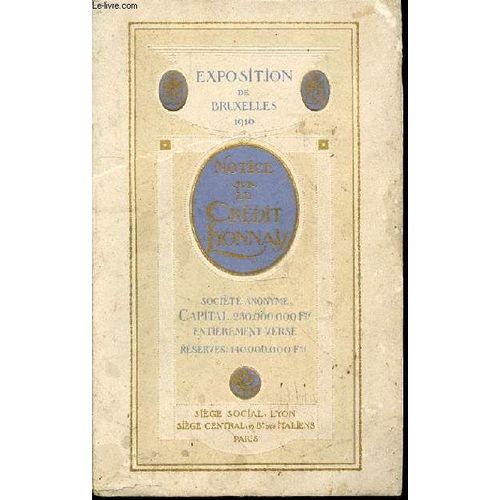 Le-livre.com
EXPOSITION
DE
BRUXELLES
1910
NOTICE
SUR
LE
CRÉDIT
LYONNAIS
SOCIÉTÉ ANONYME
CAPITAL 250.000.000 FRS
ENTIÈREMENT VERSÉ
RÉSERVES: 140.000.000 FRS
SIÈGE SOCIAL. LYON
SIÈGE CENTRAL: 19 BD DES ITALIENS
PARIS